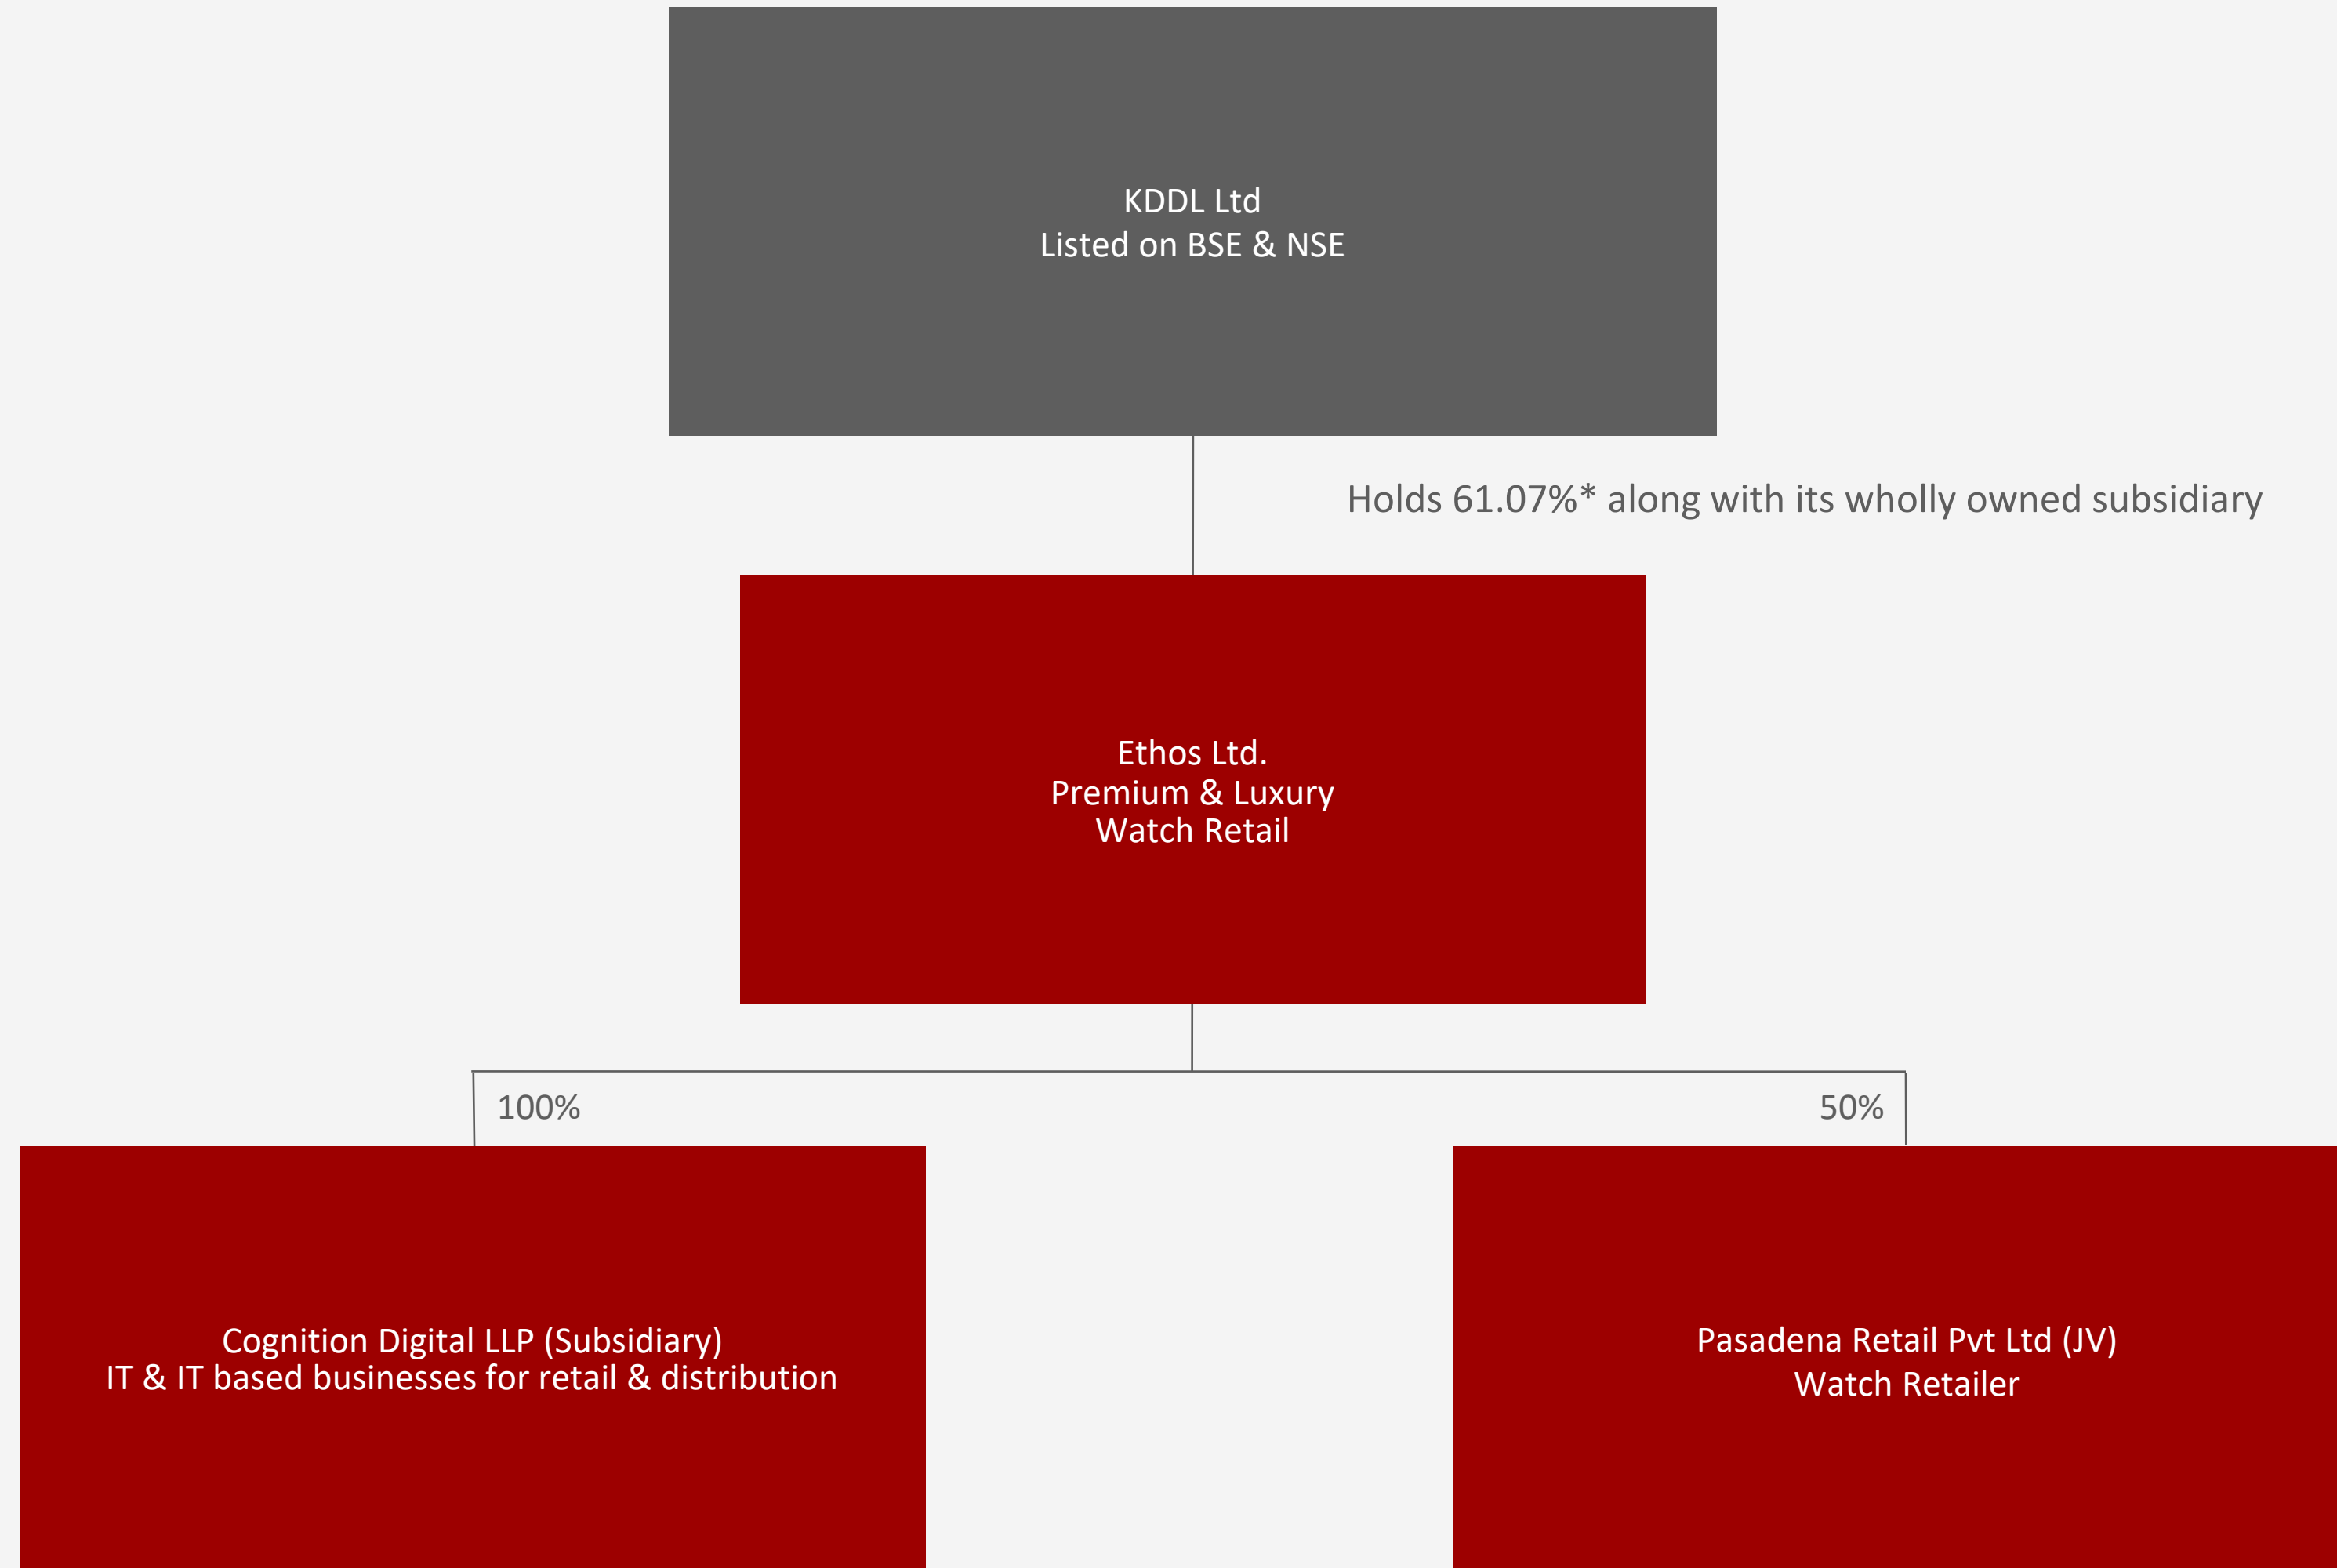 KDDL Ltd
Listed on BSE & NSE
Holds 61.07%* along with its wholly owned subsidiary
Ethos Ltd.
Premium & Luxury
Watch Retail
100%
50%
Cognition Digital LLP (Subsidiary)
IT & IT based businesses for retail & distribution
Pasadena Retail Pvt Ltd (JV)
Watch Retailer